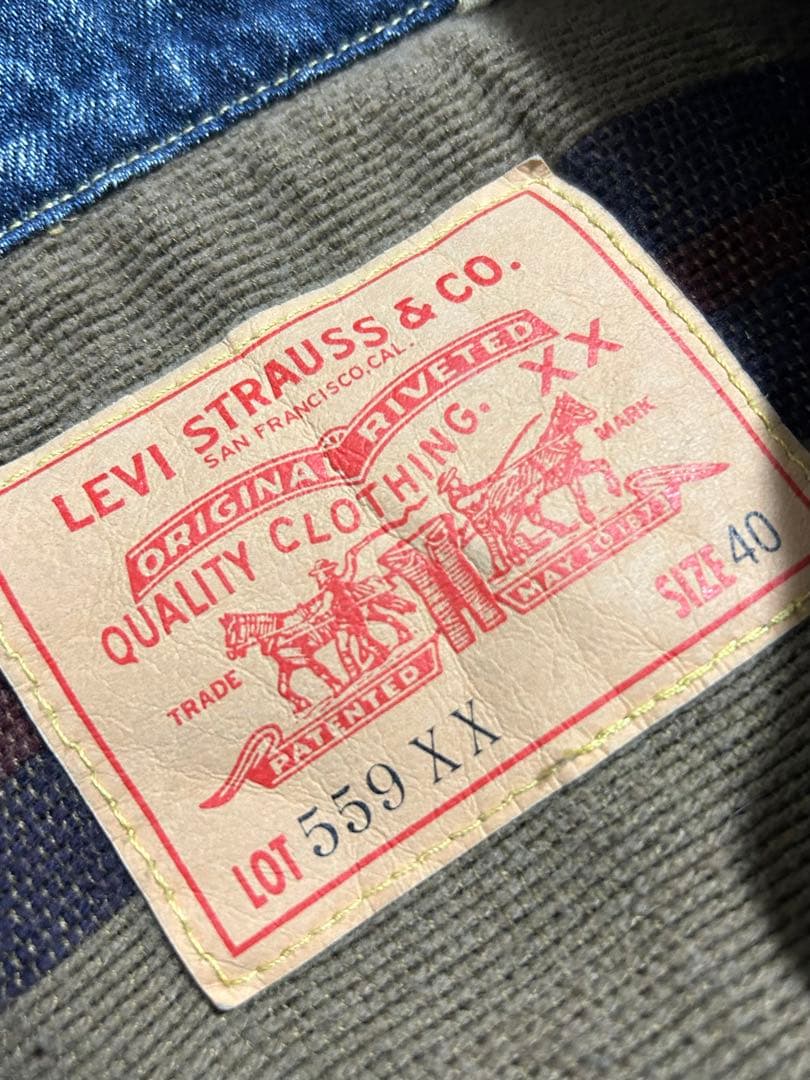 LEVI STRAUSS & CO.
SAN FRANCISCO, CAL.
ORIGINAL RIVETED
QUALITY CLOTHING. XX
TRADE MARK
PATENTED MAY 20 1873
SIZE 40
LOT 559 XX